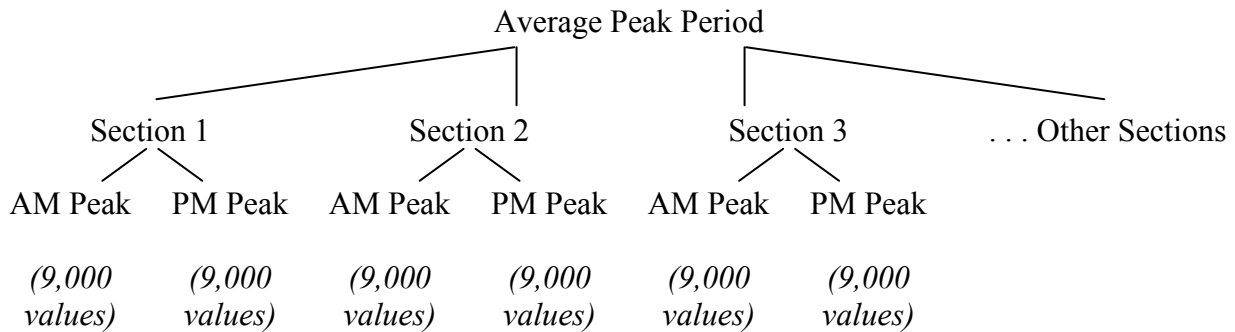 Average Peak Period
Section 1 Section 2 Section 3 . . . Other Sections
AM Peak PM Peak AM Peak PM Peak AM Peak PM Peak
(9,000 (9,000 (9,000 (9,000 (9,000 (9,000
values) values) values) values) values) values)